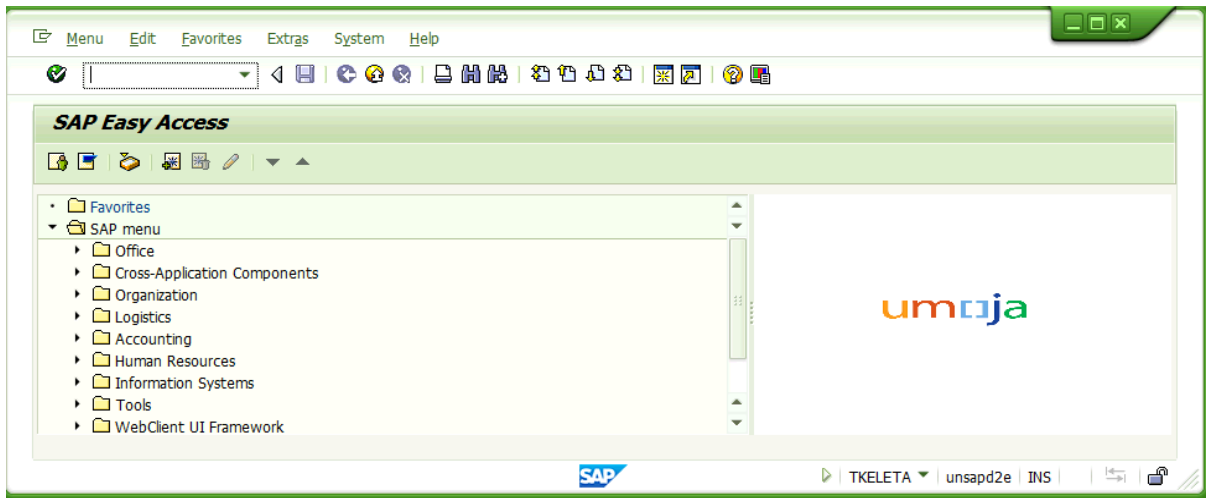 Menu Edit Favorites Extras System Help
SAP Easy Access
Favorites
SAP menu
Office
Cross-Application Components
Organization
Logistics
Accounting
Human Resources
Information Systems
Tools
WebClient UI Framework
umoja
SAP
TKELETA unsapd2e INS